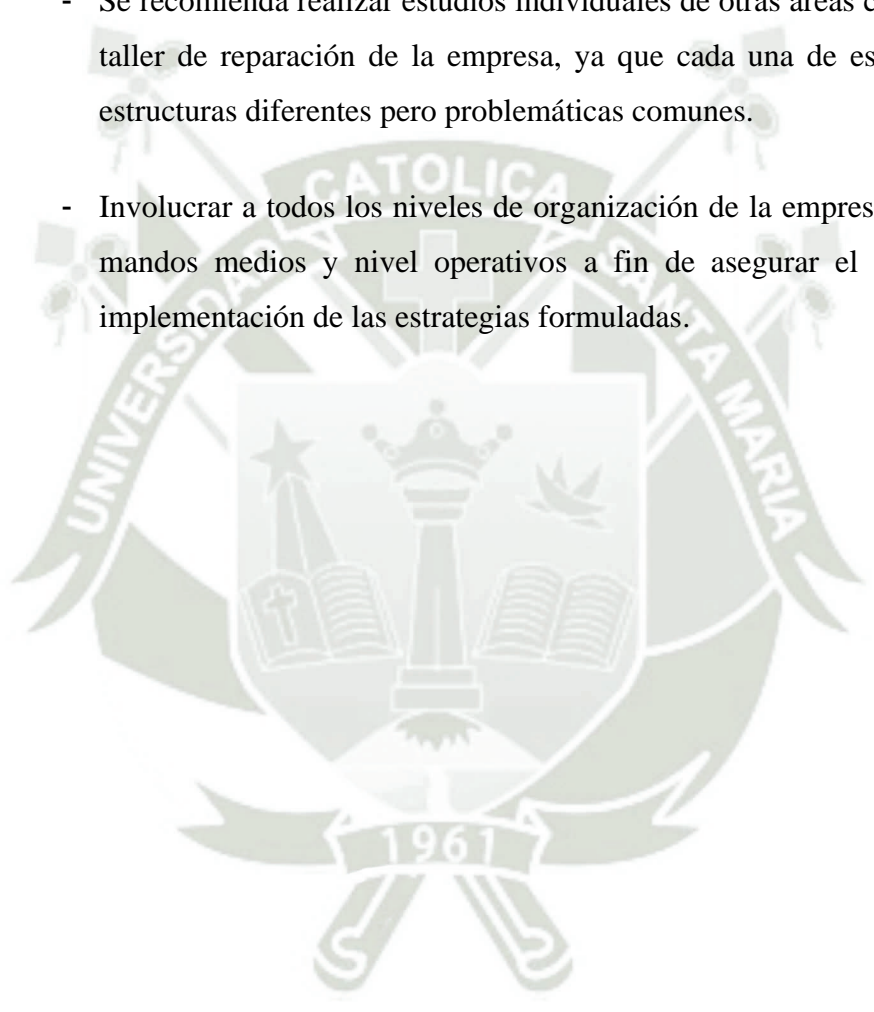 - Se recomienda realizar estudios individuales de otras áreas
taller de reparación de la empresa, ya que cada una de
estructuras diferentes pero problemáticas comunes.
- Involucrar a todos los niveles de organización de la
mandos medios y nivel operativos a fin de asegurar el
implementación de las estrategias formuladas.
UNIVERSIDAD CATOLICA SANTA MARIA
1961